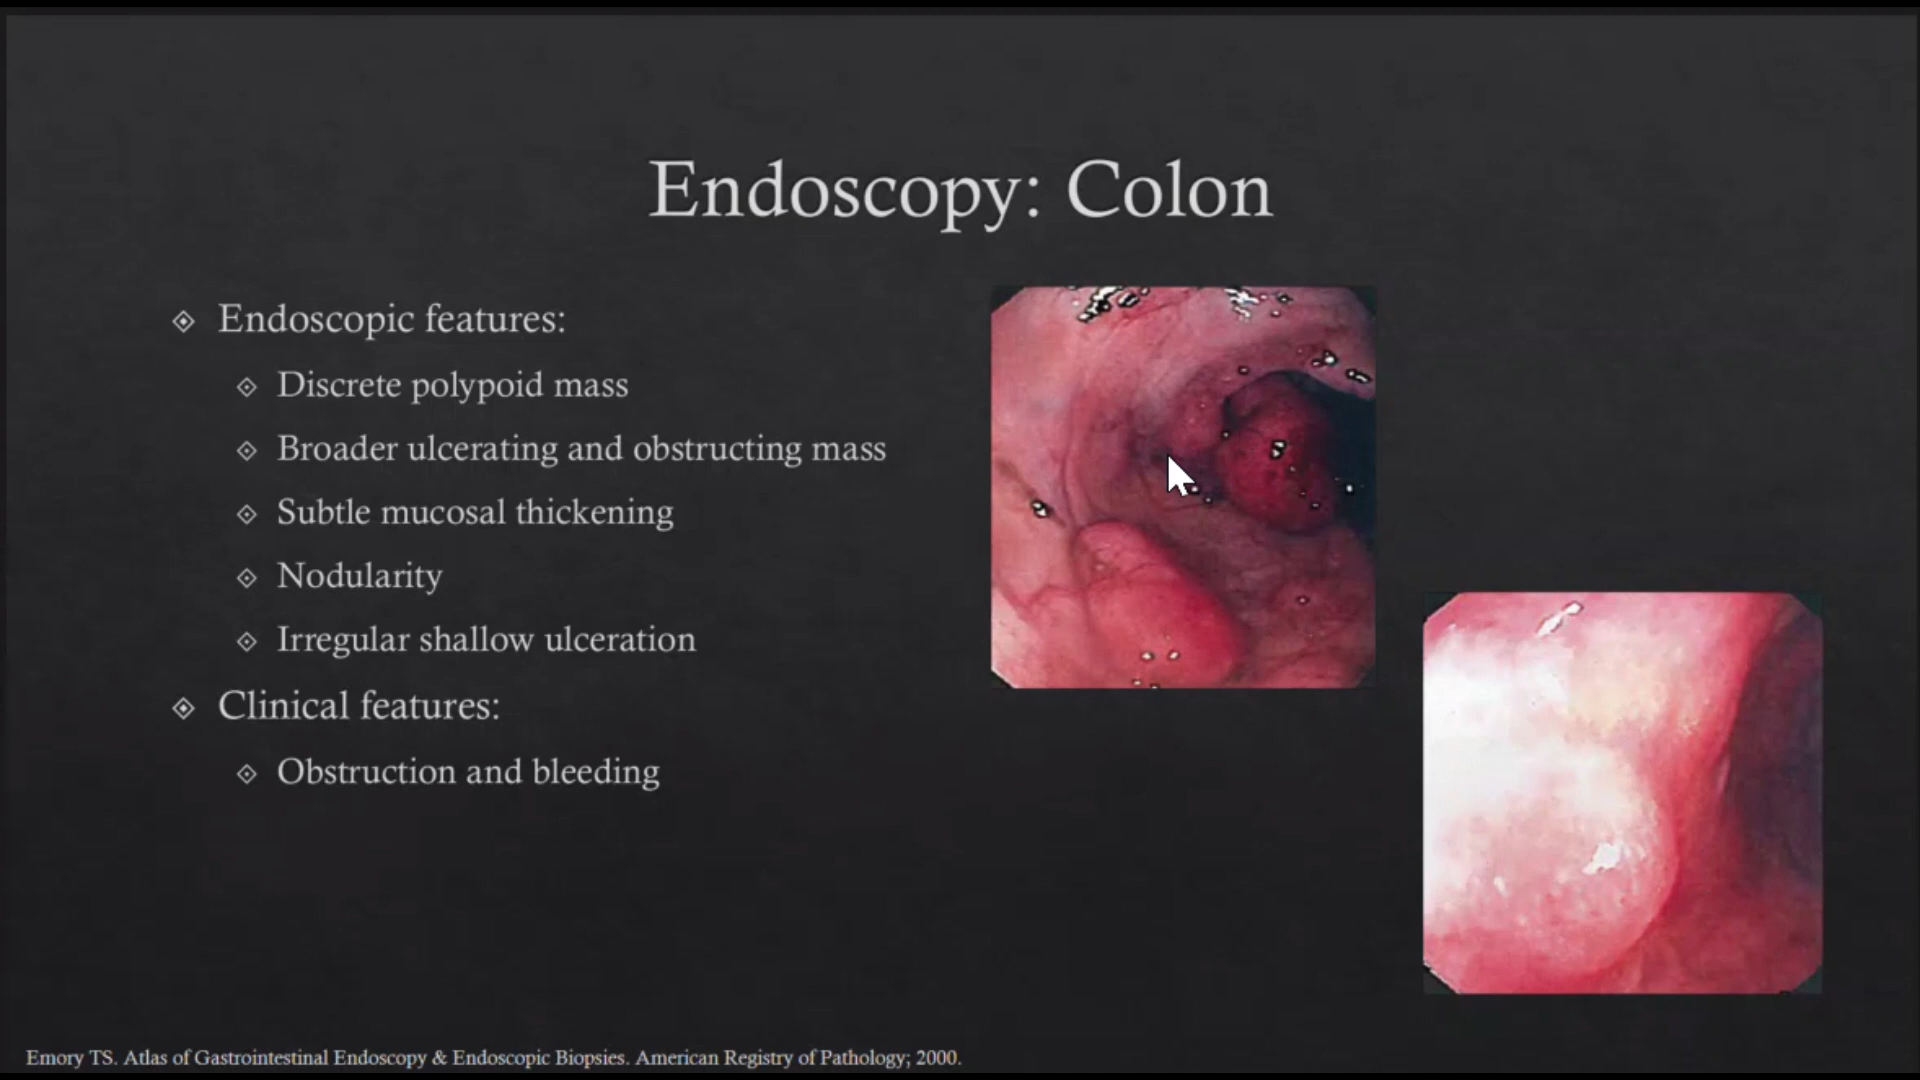 Endoscopy: Colon
Endoscopic features:
Discrete polypoid mass
Broader ulcerating and obstructing mass
Subtle mucosal thickening
Nodularity
Irregular shallow ulceration
Clinical features:
Obstruction and bleeding
Emory TS. Atlas of Gastrointestinal Endoscopy & Endoscopic Biopsies. American Registry of Pathology; 2000.